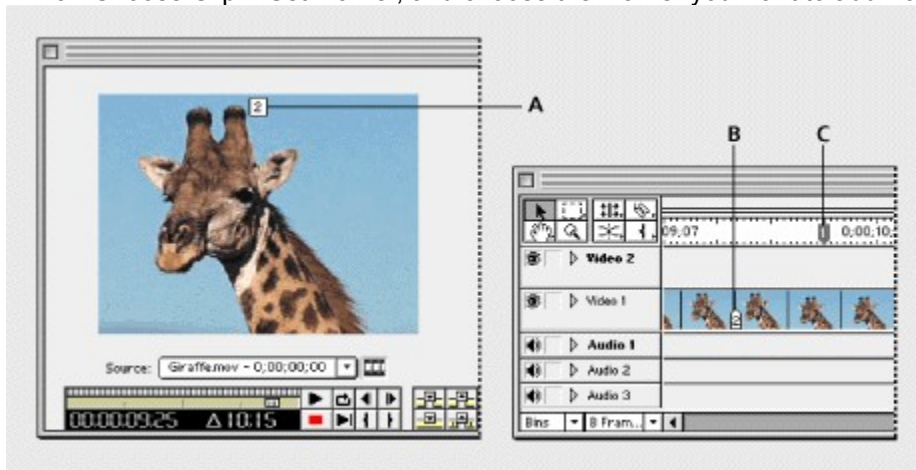 A
2
B
C
09;07
0;00;10;
Video 2
Video 1
2
Source: Giraffe.mov - 0;00;00;00
Audio 1
Audio 2
00:00:09:25 Δ 10:15
Audio 3
Bins 8 Fram...